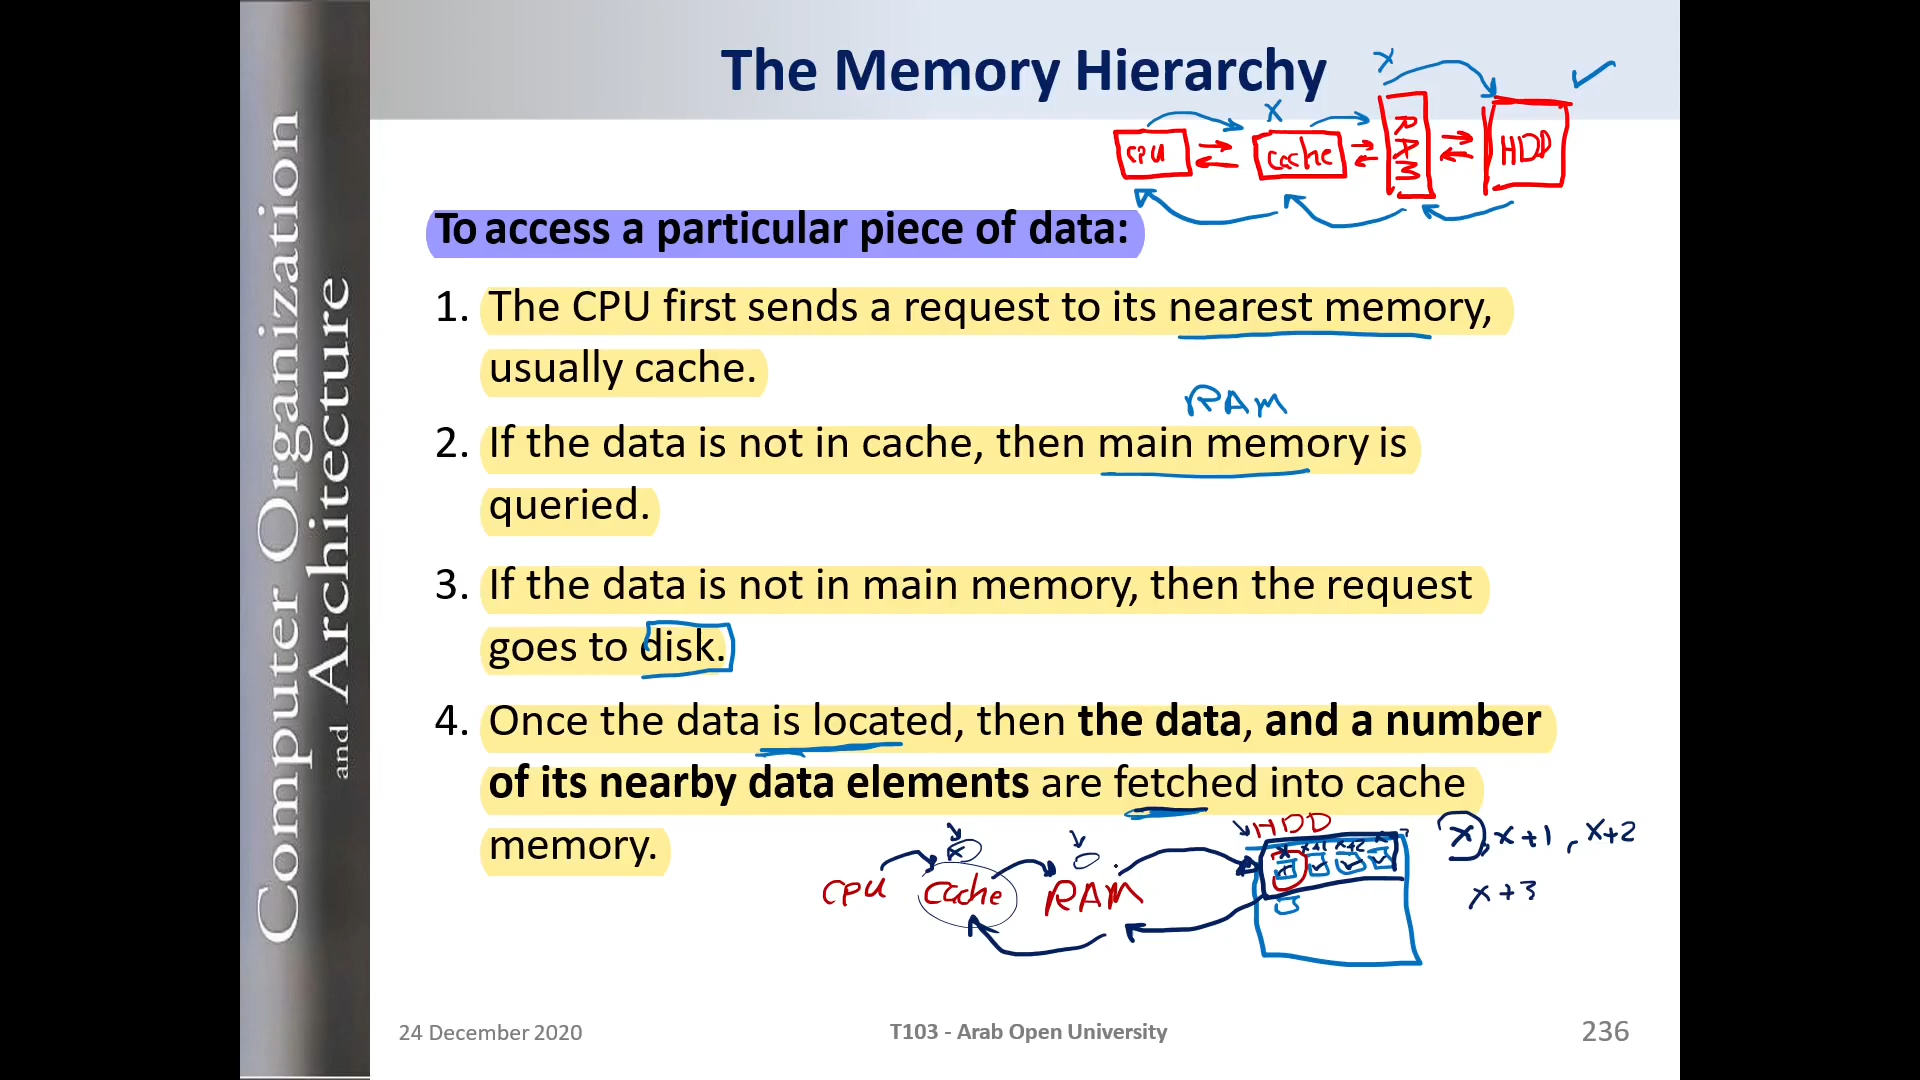 Computer Organization
and Architecture
The Memory Hierarchy
x
x
CPU
Cache
RAM
HDD
To access a particular piece of data:
1. The CPU first sends a request to its nearest memory,
usually cache.
RAM
2. If the data is not in cache, then main memory is
queried.
3. If the data is not in main memory, then the request
goes to disk.
4. Once the data is located, then the data, and a number
of its nearby data elements are fetched into cache
memory.
HDD
x x+1 x+2
x, x+1, x+2
x+3
x
CPU Cache RAM
24 December 2020
T103 - Arab Open University
236